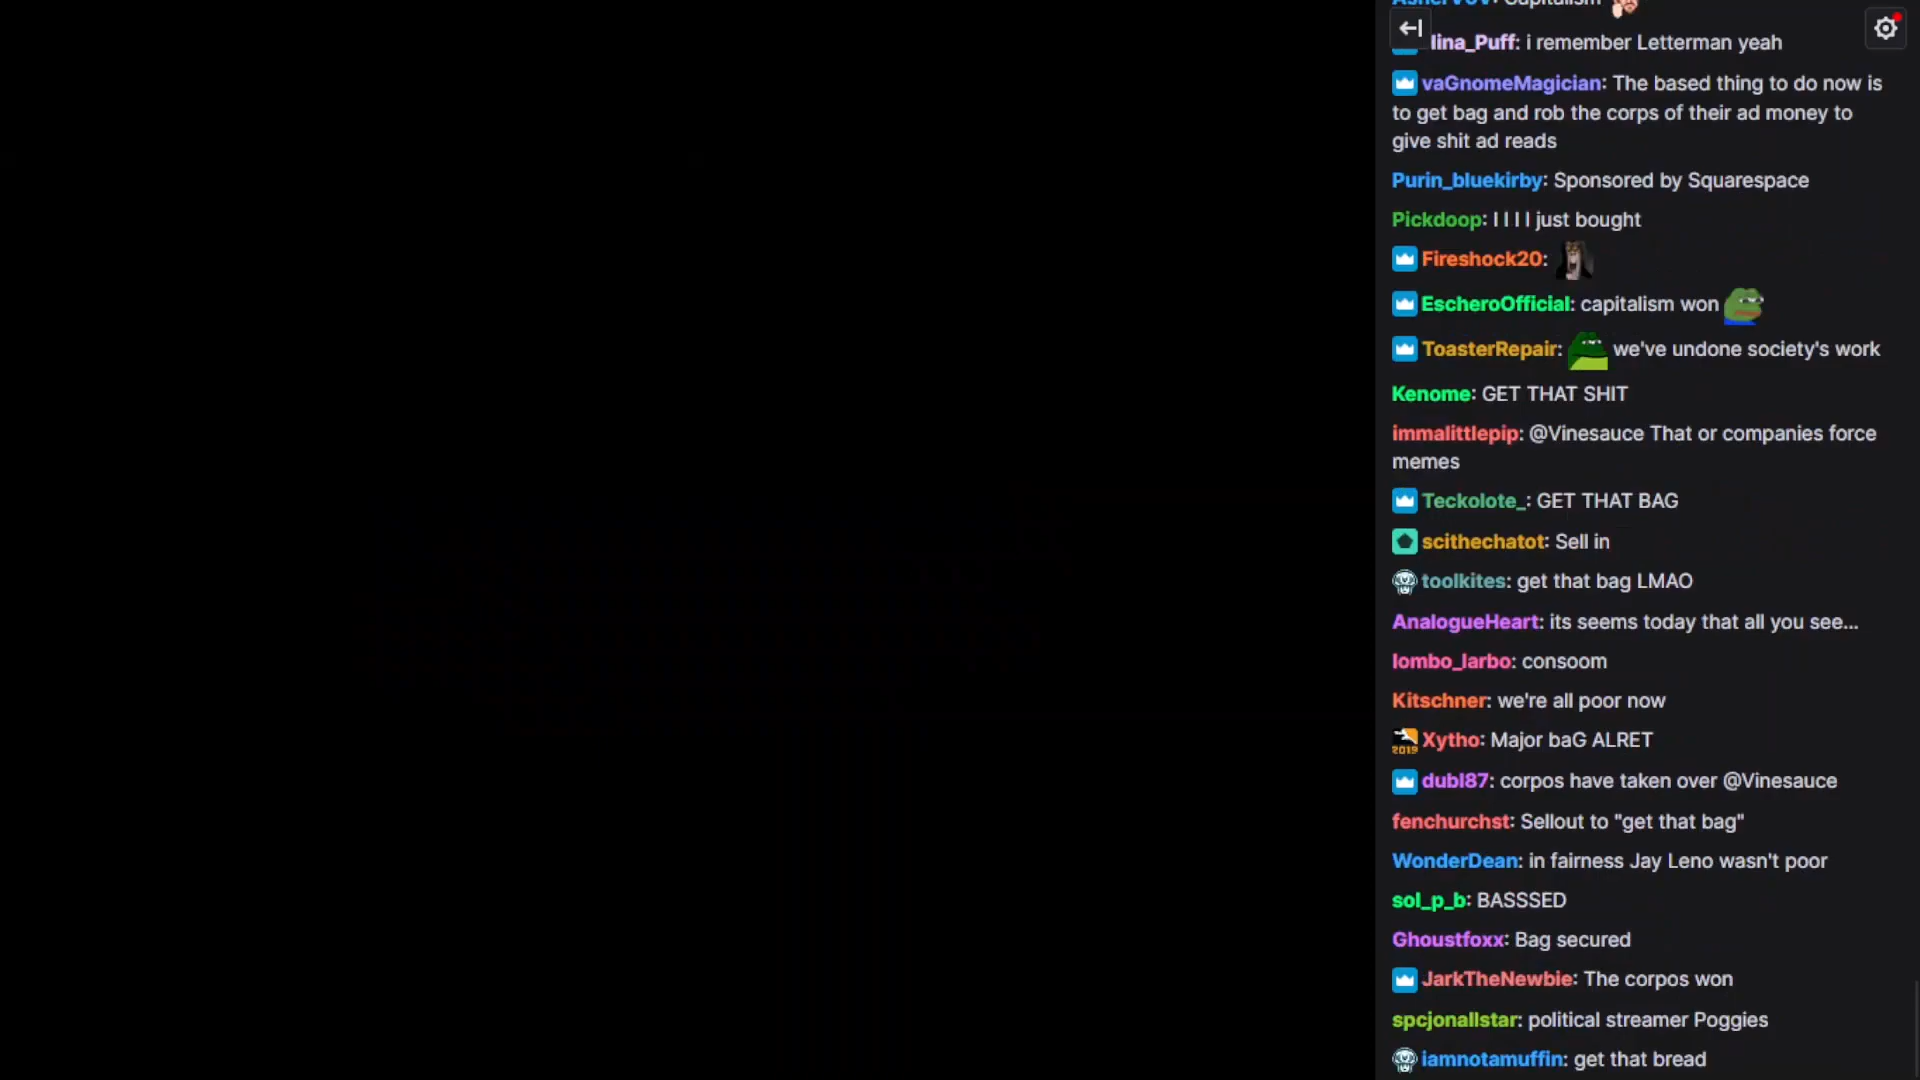 Capitalism
lina_Puff: i remember Letterman yeah
vaGnomeMagician: The based thing to do now is
to get bag and rob the corps of their ad money to
give shit ad reads
Purin_bluekirby: Sponsored by Squarespace
Pickdoop: I I I I just bought
Fireshock20:
EscheroOfficial: capitalism won
ToasterRepair: we've undone society's work
Kenome: GET THAT SHIT
immalittlepip: @Vinesauce That or companies force
memes
Teckolote_: GET THAT BAG
scithechatot: Sell in
toolkites: get that bag LMAO
AnalogueHeart: its seems today that all you see...
lombo_larbo: consoom
Kitschner: we're all poor now
2019 Xytho: Major baG ALRET
dubl87: corpos have taken over @Vinesauce
fenchurchst: Sellout to "get that bag"
WonderDean: in fairness Jay Leno wasn't poor
sol_p_b: BASSSED
Ghoustfoxx: Bag secured
JarkTheNewbie: The corpos won
spcjonallstar: political streamer Poggies
iamnotamuffin: get that bread